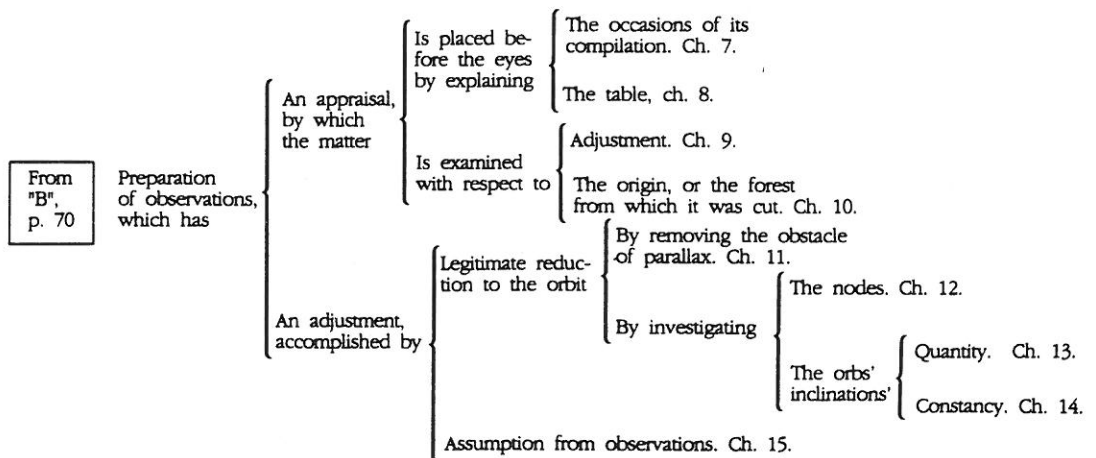 From
"B",
p. 70
Preparation
of observations,
which has
An appraisal,
by which
the matter
Is placed be-
fore the eyes
by explaining
The occasions of its
compilation. Ch. 7.
The table, ch. 8.
Is examined
with respect to
Adjustment. Ch. 9.
The origin, or the forest
from which it was cut. Ch. 10.
An adjustment,
accomplished by
Legitimate reduc-
tion to the orbit
By removing the obstacle
of parallax. Ch. 11.
By investigating
The nodes. Ch. 12.
The orbs'
inclinations'
Quantity. Ch. 13.
Constancy. Ch. 14.
Assumption from observations. Ch. 15.